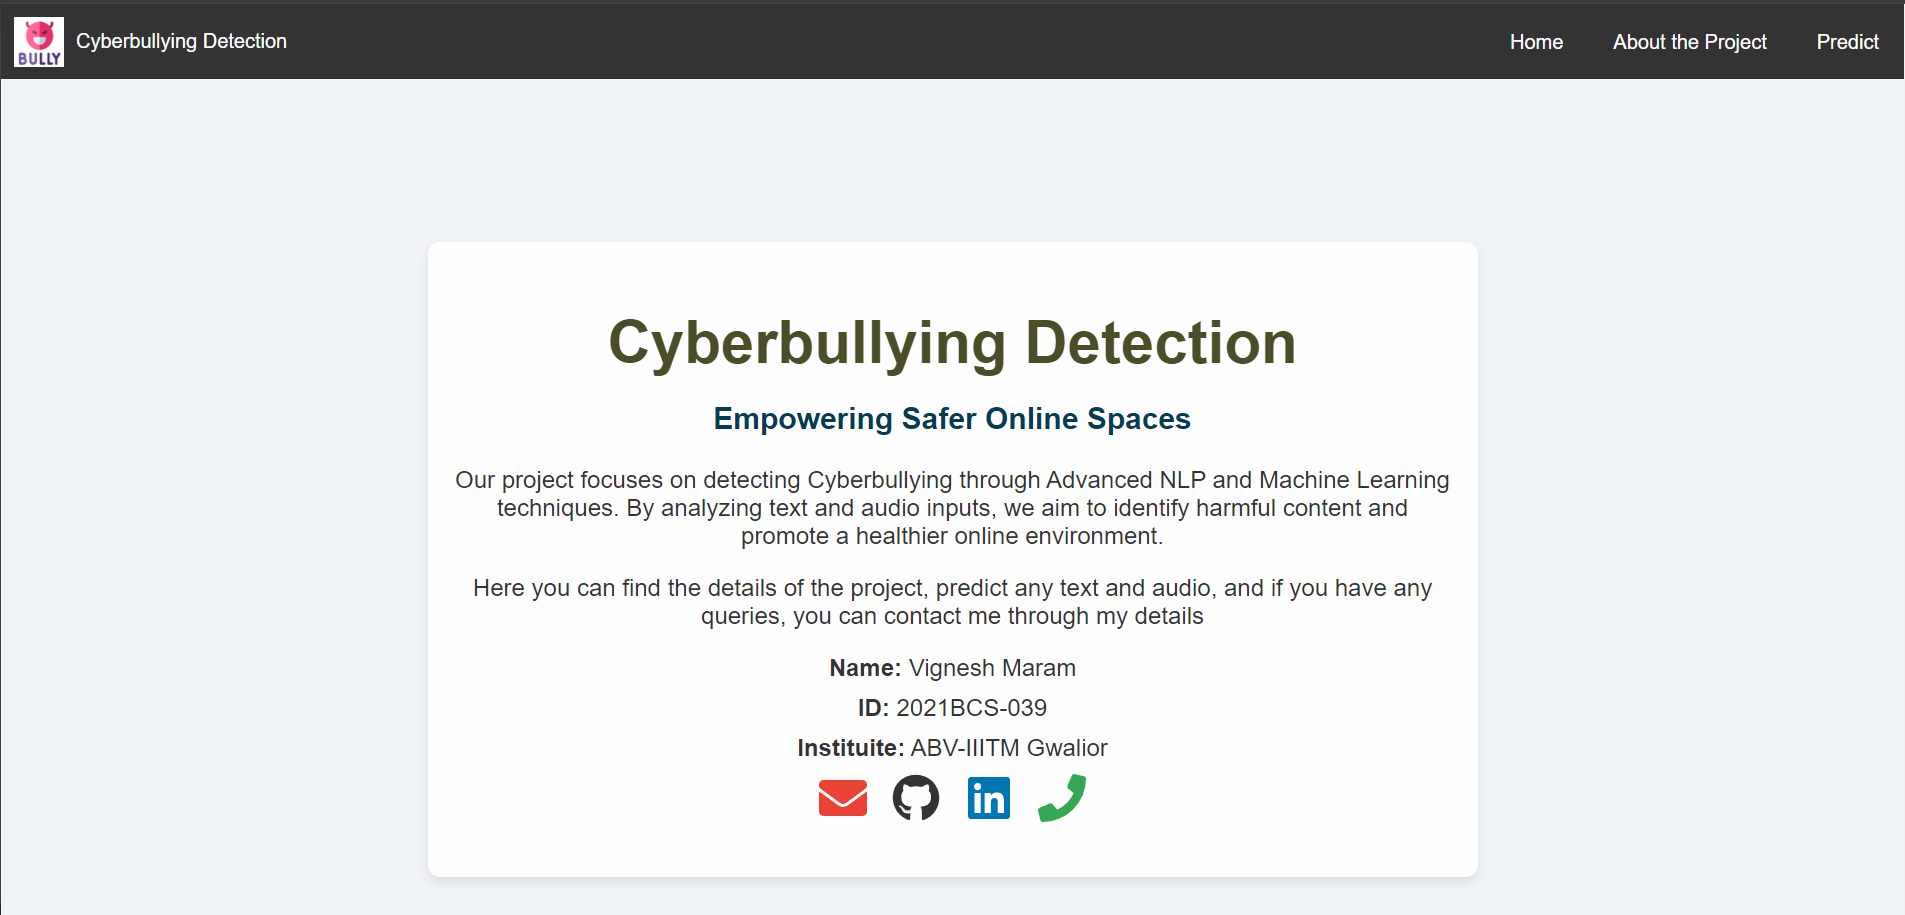 BULLY
Cyberbullying Detection
Home
About the Project
Predict
Cyberbullying Detection
Empowering Safer Online Spaces
Our project focuses on detecting Cyberbullying through Advanced NLP and Machine Learning
techniques. By analyzing text and audio inputs, we aim to identify harmful content and
promote a healthier online environment.
Here you can find the details of the project, predict any text and audio, and if you have any
queries, you can contact me through my details
Name: Vignesh Maram
ID: 2021BCS-039
Instituite: ABV-IIITM Gwalior
in